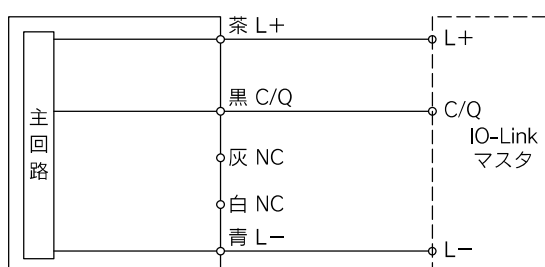 茶 L+
L+
黒 C/Q
C/Q
主回路
IO-Link
マスタ
灰 NC
白 NC
青 L−
L−